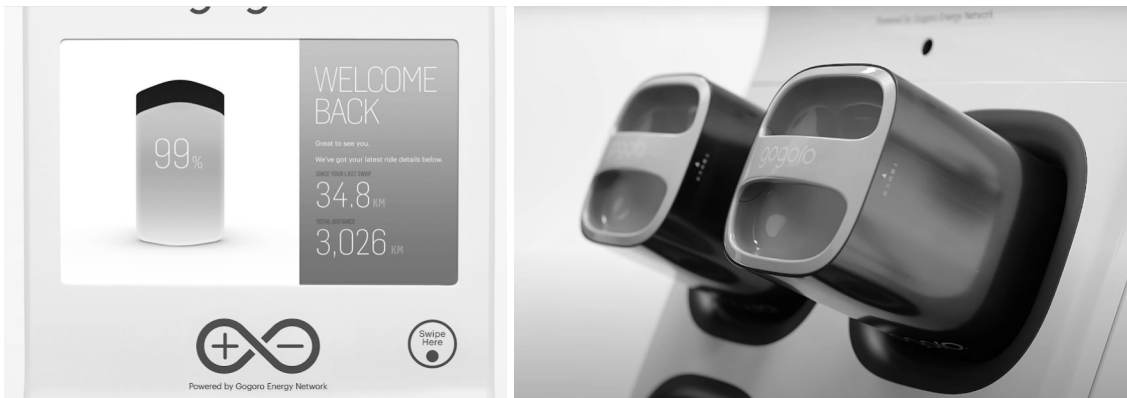 99%
WELCOME
BACK
Great to see you.
We've got your latest ride details below.
SINCE YOUR LAST SWAP
34.8 KM
TOTAL DISTANCE
3,026 KM
Swipe
Here
Powered by Gogoro Energy Network
Powered by Gogoro Energy Network
gogoro
gogoro